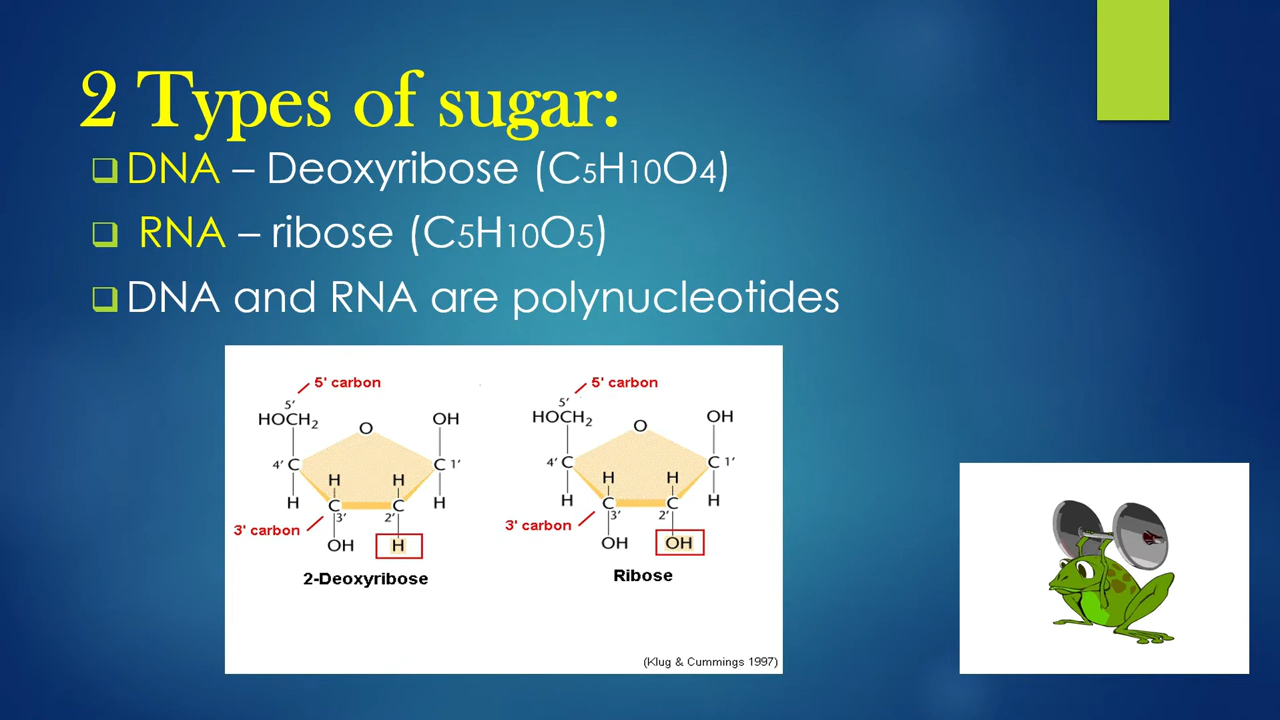 2 Types of sugar:
DNA – Deoxyribose (C5H10O4)
RNA – ribose (C5H10O5)
DNA and RNA are polynucleotides
5' carbon
5'
HOCH2
O
OH
4' C
C 1'
H
H
H
H
C
C
3'
2'
3' carbon
OH
H
2-Deoxyribose
5' carbon
5'
HOCH2
O
OH
4' C
C 1'
H
H
H
H
C
C
3'
2'
3' carbon
OH
OH
Ribose
(Klug & Cummings 1997)